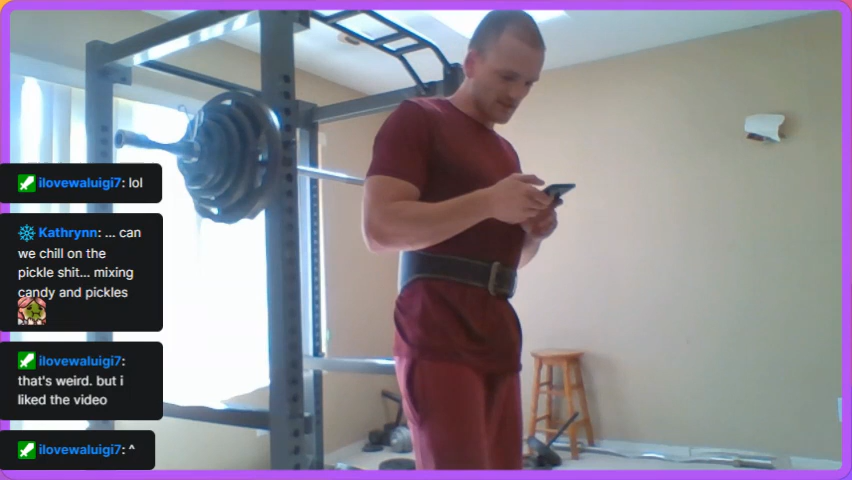 ilovewaluigi7: lol
Kathrynn: ... can
we chill on the
pickle shit... mixing
candy and pickles
ilovewaluigi7:
that's weird. but i
liked the video
ilovewaluigi7: ^